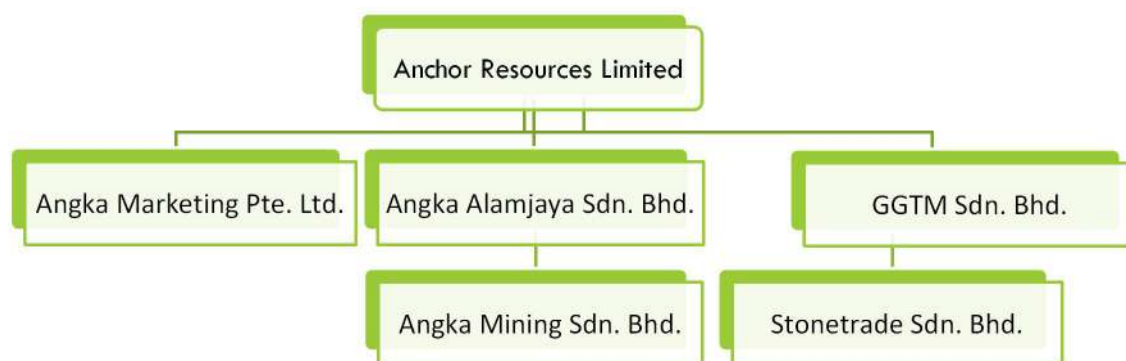 Anchor Resources Limited
Angka Marketing Pte. Ltd.
Angka Alamjaya Sdn. Bhd.
GGTM Sdn. Bhd.
Angka Mining Sdn. Bhd.
Stonetrade Sdn. Bhd.